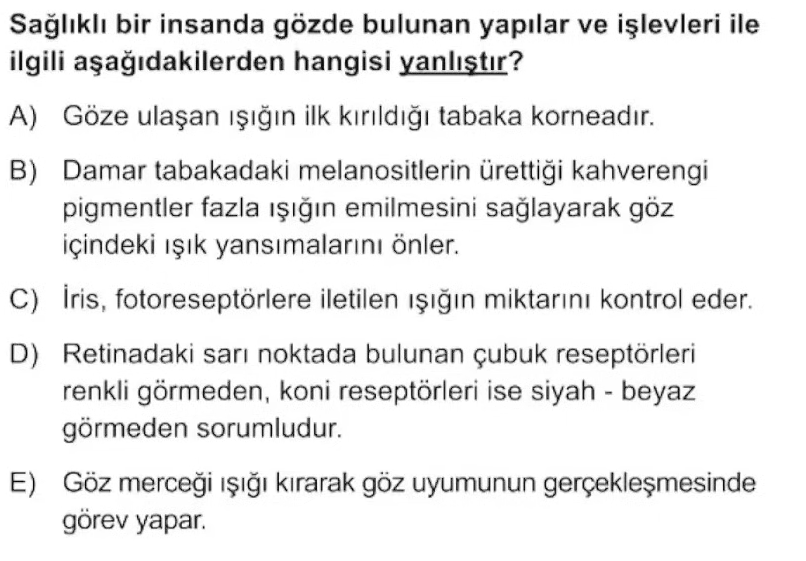 Sağlıklı bir insanda gözde bulunan yapılar ve işlevleri ile
ilgili aşağıdakilerden hangisi yanlıştır?
A) Göze ulaşan ışığın ilk kırıldığı tabaka korneadır.
B) Damar tabakadaki melanositlerin ürettiği kahverengi
pigmentler fazla ışığın emilmesini sağlayarak göz
içindeki ışık yansımalarını önler.
C) İris, fotoreseptörlere iletilen ışığın miktarını kontrol eder.
D) Retinadaki sarı noktada bulunan çubuk reseptörleri
renkli görmeden, koni reseptörleri ise siyah - beyaz
görmeden sorumludur.
E) Göz merceği ışığı kırarak göz uyumunun gerçekleşmesinde
görev yapar.